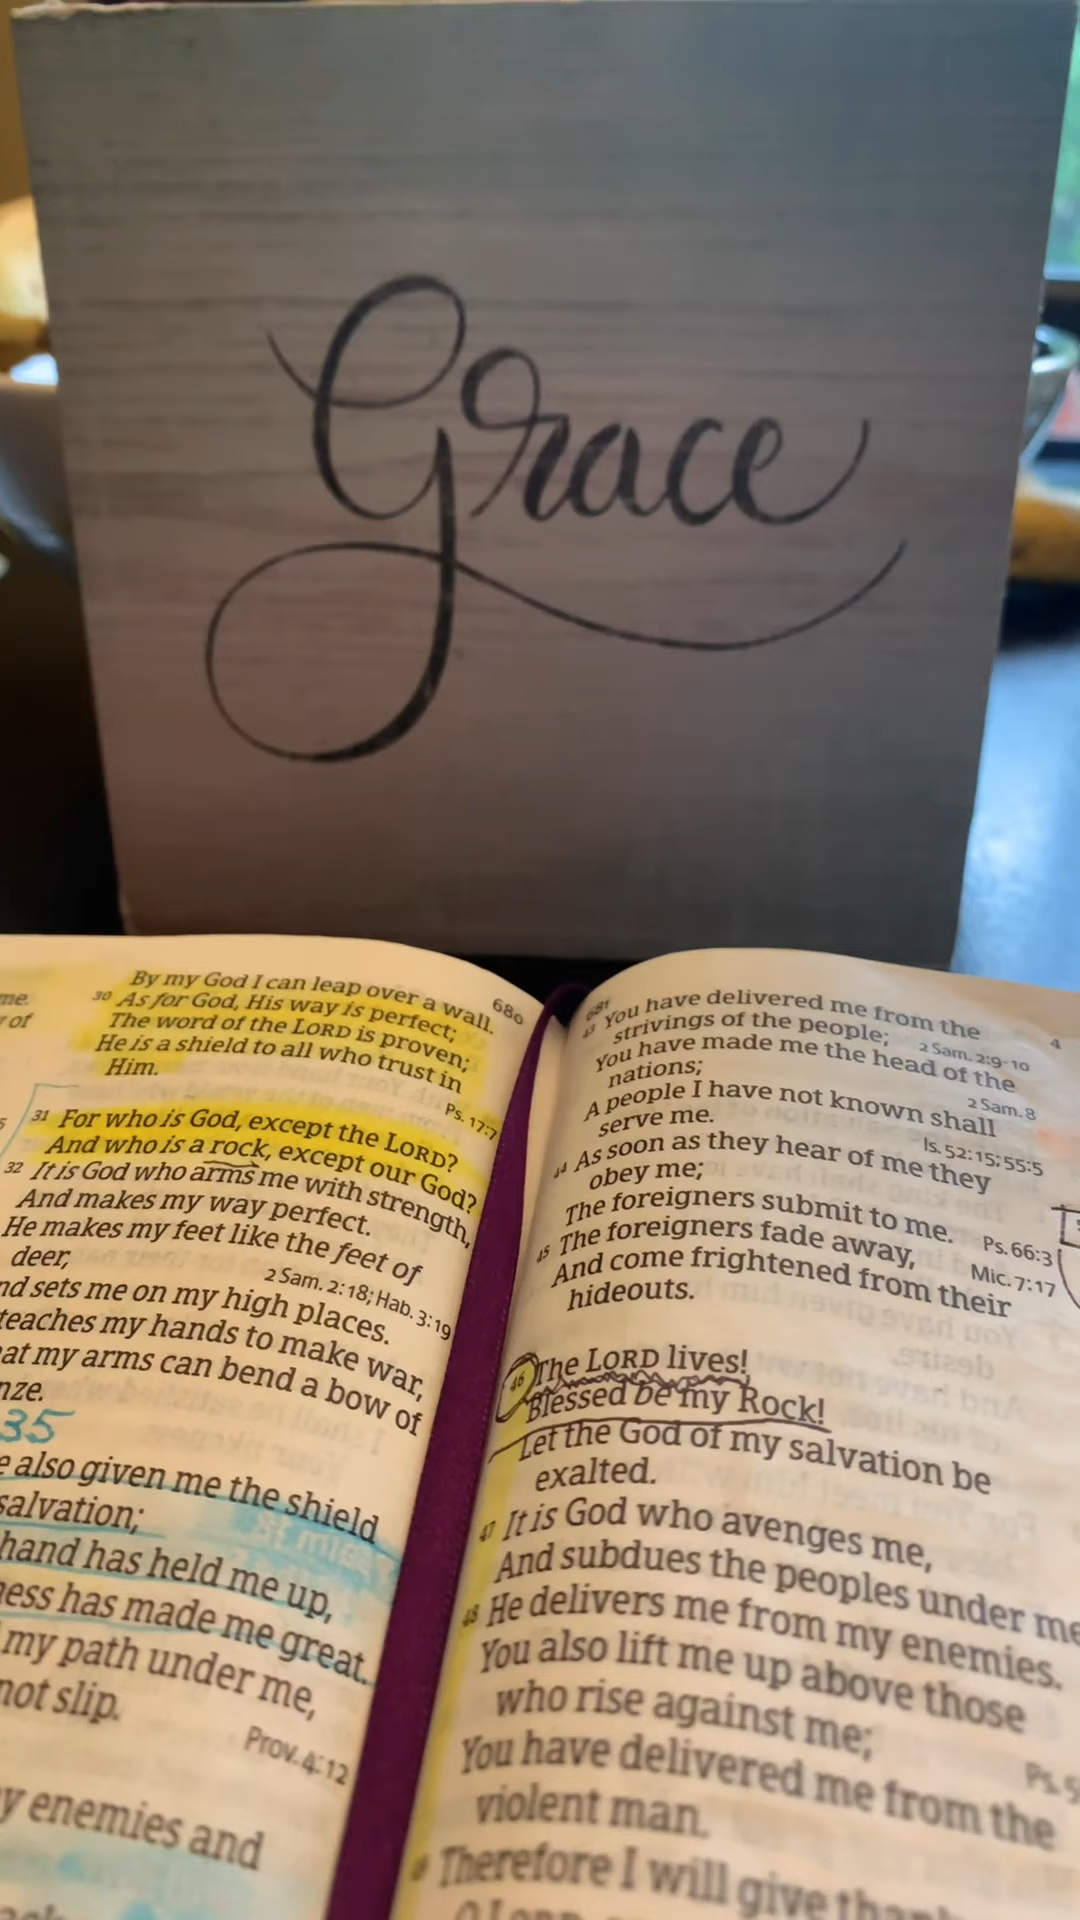 Grace
me.
of
680
By my God I can leap over a wall.
30 As for God, His way is perfect;
The word of the LORD is proven;
He is a shield to all who trust in
Him.
Ps. 17:7
31 For who is God, except the LORD?
And who is a rock, except our God?
32 It is God who arms me with strength,
And makes my way perfect.
He makes my feet like the feet of
deer,
2 Sam. 2:18; Hab. 3:19
nd sets me on my high places.
teaches my hands to make war,
at my arms can bend a bow of
nze.
35
e also given me the shield
salvation;
hand has held me up,
ness has made me great.
my path under me,
not slip.
Prov. 4:12
y enemies and
681
4
43 You have delivered me from the
strivings of the people;
2 Sam. 2:9-10
You have made me the head of the
nations;
2 Sam. 8
A people I have not known shall
serve me.
Is. 52:15; 55:5
44 As soon as they hear of me they
obey me;
The foreigners submit to me.
Ps. 66:3
45 The foreigners fade away,
Mic. 7:17
And come frightened from their
hideouts.
46 The LORD lives!
Blessed be my Rock!
Let the God of my salvation be
exalted.
47 It is God who avenges me,
And subdues the peoples under me
48 He delivers me from my enemies.
You also lift me up above those
who rise against me;
Ps. 5
You have delivered me from the
violent man.
Therefore I will give than
O LORD